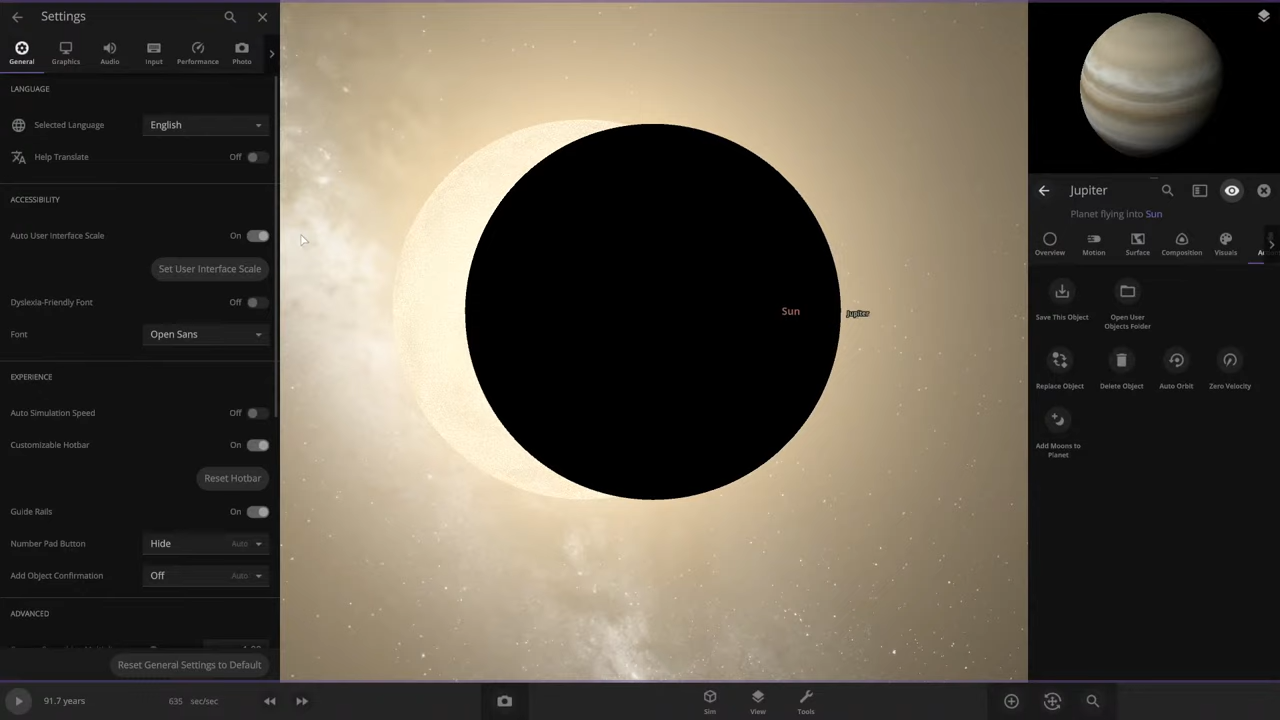 Settings
General
Graphics
Audio
Input
Performance
Photo
LANGUAGE
Selected Language
English
Help Translate
Off
ACCESSIBILITY
Auto User Interface Scale
On
Set User Interface Scale
Dyslexia-Friendly Font
Off
Font
Open Sans
EXPERIENCE
Auto Simulation Speed
Off
Customizable Hotbar
On
Reset Hotbar
Guide Rails
On
Number Pad Button
Hide
Auto
Add Object Confirmation
Off
Auto
ADVANCED
Reset General Settings to Default
Sun
Jupiter
Jupiter
Planet flying into Sun
Overview
Motion
Surface
Composition
Visuals
Save This Object
Open User
Objects Folder
Replace Object
Delete Object
Auto Orbit
Zero Velocity
Add Moons to
Planet
91.7 years
635 sec/sec
Sim
View
Tools